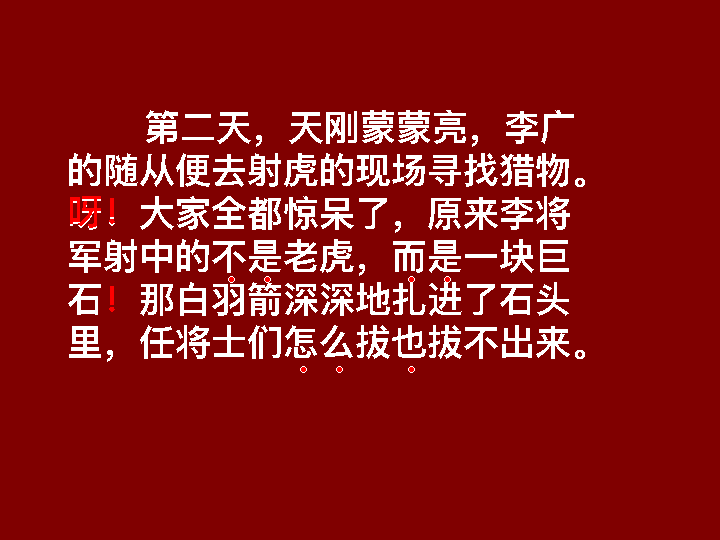 第二天，天刚蒙蒙亮，李广
的随从便去射虎的现场寻找猎物。
呀！大家全都惊呆了，原来李将
军射中的不是老虎，而是一块巨
石！那白羽箭深深地扎进了石头
里，任将士们怎么拔也拔不出来。